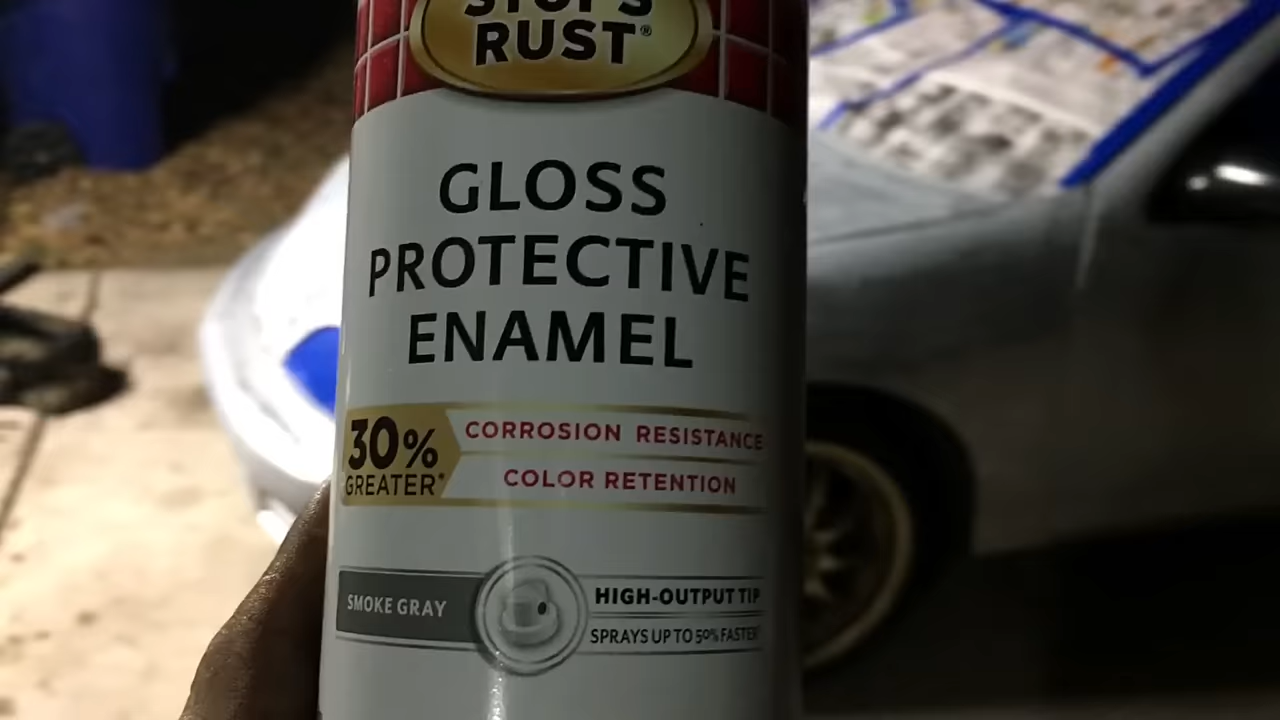 STOPS
RUST®
GLOSS
PROTECTIVE
ENAMEL
30%
GREATER*
CORROSION RESISTANCE
COLOR RETENTION
SMOKE GRAY
HIGH-OUTPUT TIP
SPRAYS UP TO 50% FASTER